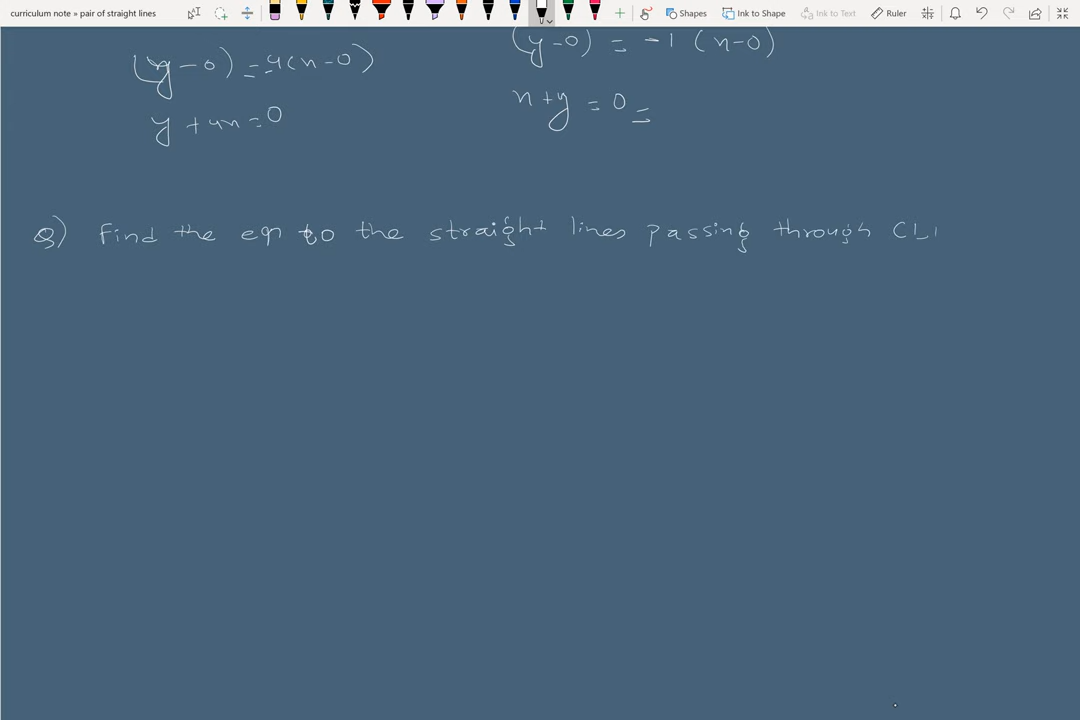 curriculum note » pair of straight lines
Shapes Ink to Shape Ink to Text Ruler
(y-0) = -1 (x-0)
(y-0) = -4(x-0)
x+y = 0 =
y + 4x = 0
Q) Find the eqn to the straight lines passing through